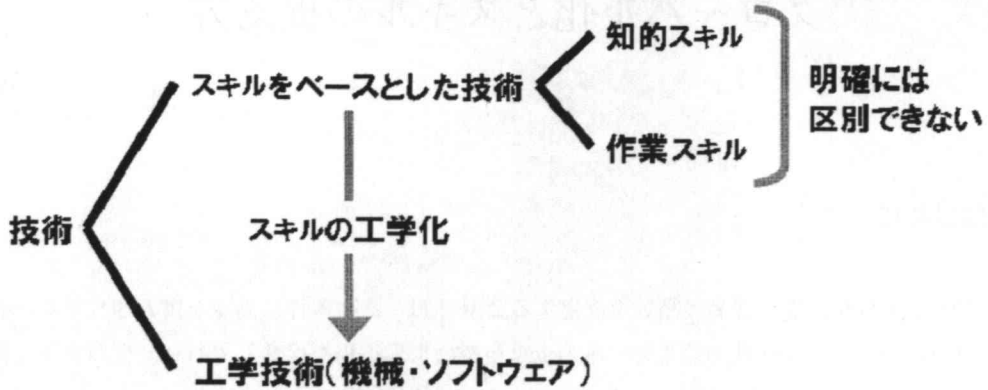 知的スキル
スキルをベースとした技術
明確には
区別できない
作業スキル
技術
スキルの工学化
工学技術(機械・ソフトウェア)